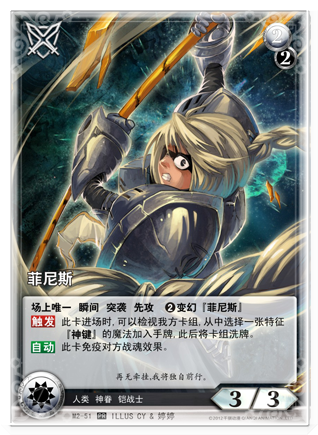 2
2
菲尼斯
场上唯一 瞬间 突袭 先攻 ❷变幻『菲尼斯』
触发 此卡进场时,可以检视我方卡组,从中选择一张特征
『神键』的魔法加入手牌,此后将卡组洗牌。
自动 此卡免疫对方战魂效果。
再无牵挂,我将独自前行。
人类 神眷 铠战士
3/3
M2-51 ILLUS CY & 婷婷